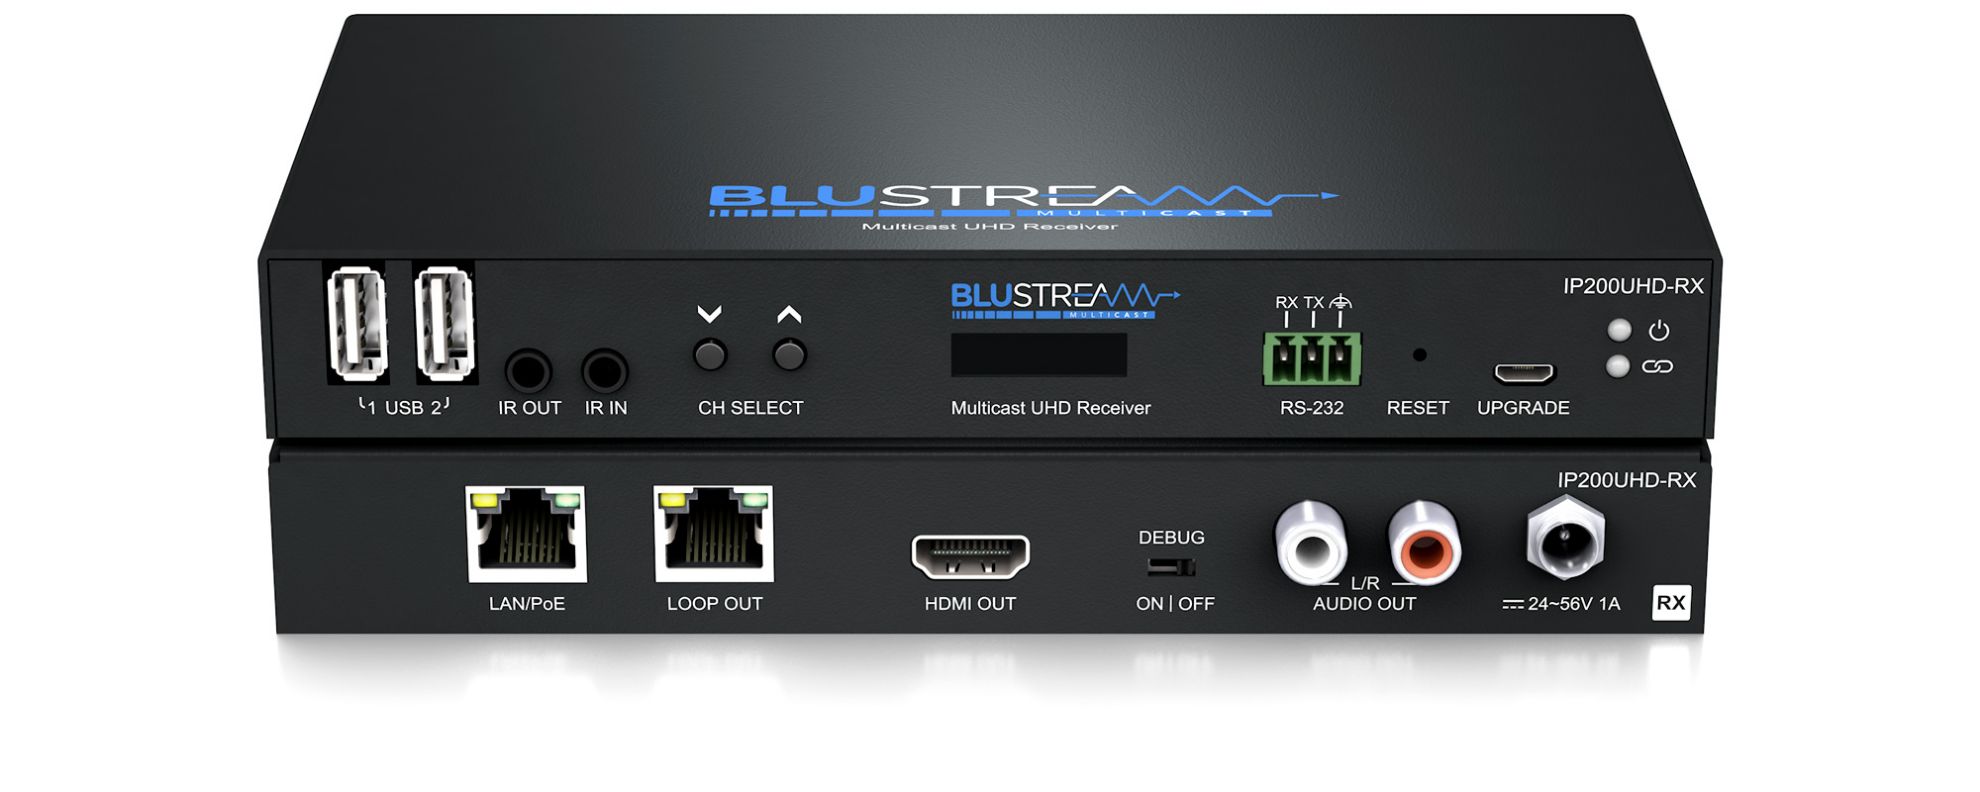 BLUSTREAM
MULTICAST
Multicast UHD Receiver
BLUSTREAM
MULTICAST
IP200UHD-RX
RX TX
1 USB 2
IR OUT
IR IN
CH SELECT
Multicast UHD Receiver
RS-232
RESET
UPGRADE
IP200UHD-RX
DEBUG
L/R
LAN/PoE
LOOP OUT
HDMI OUT
ON | OFF
AUDIO OUT
24~56V 1A
RX